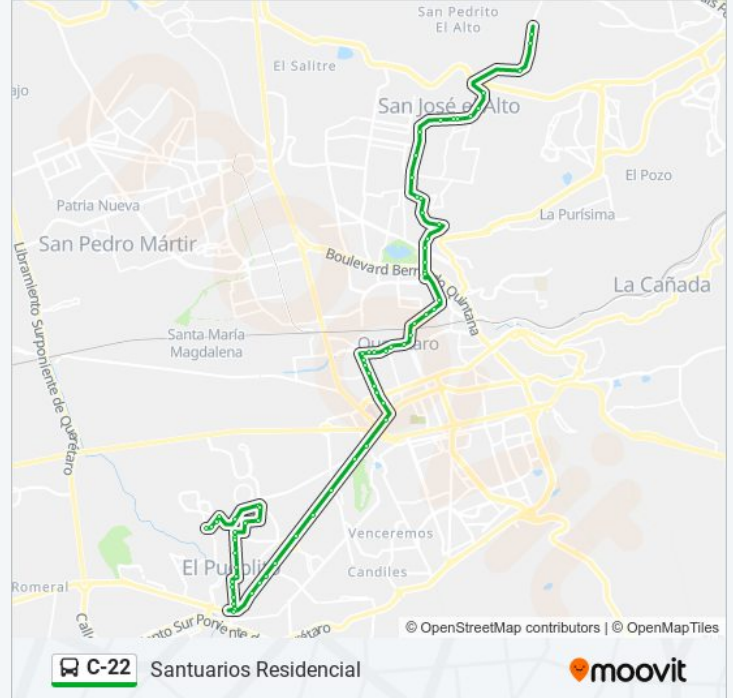 San Pedrito
El Alto
El Salitre
San José el Alto
El Pozo
Patria Nueva
La Purísima
San Pedro Mártir
Boulevard Bernardo Quintana
La Cañada
Libramiento Surponiente de Querétaro
Santa María
Magdalena
Querétaro
Venceremos
El Pueblito
Candiles
Romeral
© OpenStreetMap contributors | © OpenMapTiles
C-22
Santuarios Residencial
moovit